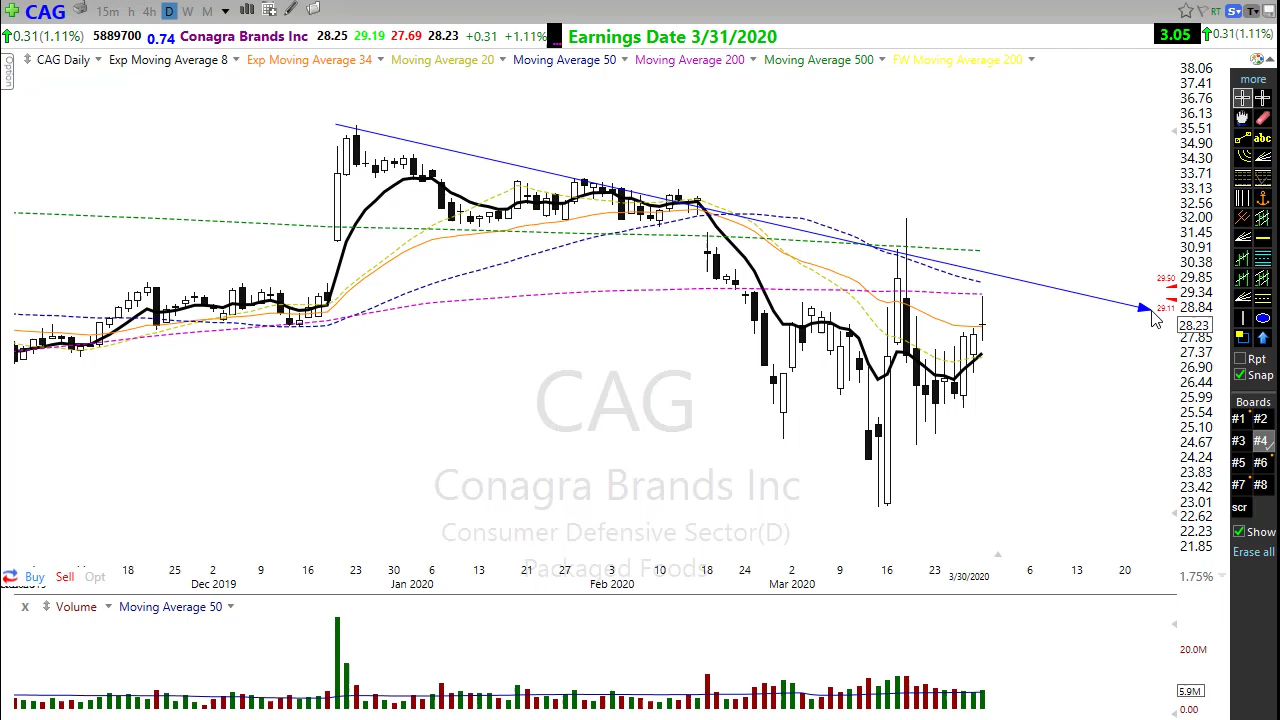 CAG 15m h 4h D W M RT S T
0.31(1.11%) 5889700 0.74 Conagra Brands Inc 28.25 29.19 27.69 28.23 +0.31 +1.11% Earnings Date 3/31/2020 3.05 0.31(1.11%)
Option
CAG Daily Exp Moving Average 8 Exp Moving Average 34 Moving Average 20 Moving Average 50 Moving Average 200 Moving Average 500 FW Moving Average 200
38.06
37.41
36.76
36.13
35.51
34.90
34.30
33.71
33.13
32.56
32.00
31.45
30.91
30.38
29.85
29.34
28.84
28.23
27.85
27.37
26.90
26.44
25.99
25.54
25.10
24.67
24.24
23.83
23.42
23.01
22.62
22.23
21.85
29.50
29.11
more
abc
Rpt
Snap
Boards
#1 #2
#3 #4
#5 #6
#7 #8
scr
Show
Erase all
CAG
Conagra Brands Inc
Consumer Defensive Sector(D)
Packaged Foods
18 25 2 9 16 23 30 6 13 21 27 3 10 18 24 2 9 16 23 3/30/2020 6 13 20
Dec 2019 Jan 2020 Feb 2020 Mar 2020
Buy Sell Opt
1.75%
x Volume Moving Average 50
20.0M
5.9M
0.00